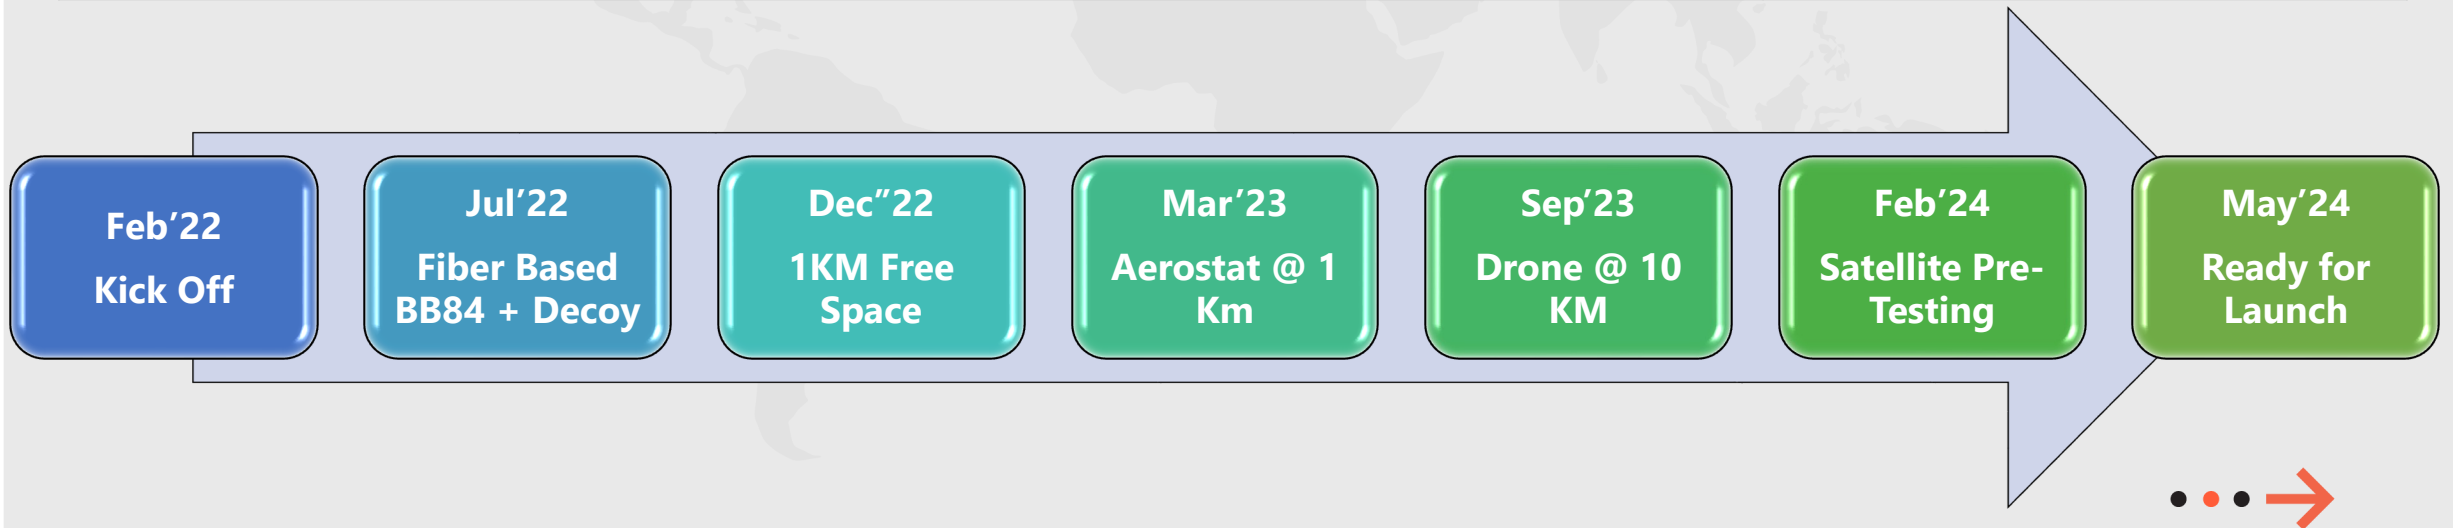 Feb’22
Kick Off
Jul’22
Fiber Based
BB84 + Decoy
Dec”22
1KM Free
Space
Mar’23
Aerostat @ 1
Km
Sep’23
Drone @ 10
KM
Feb’24
Satellite Pre-
Testing
May’24
Ready for
Launch